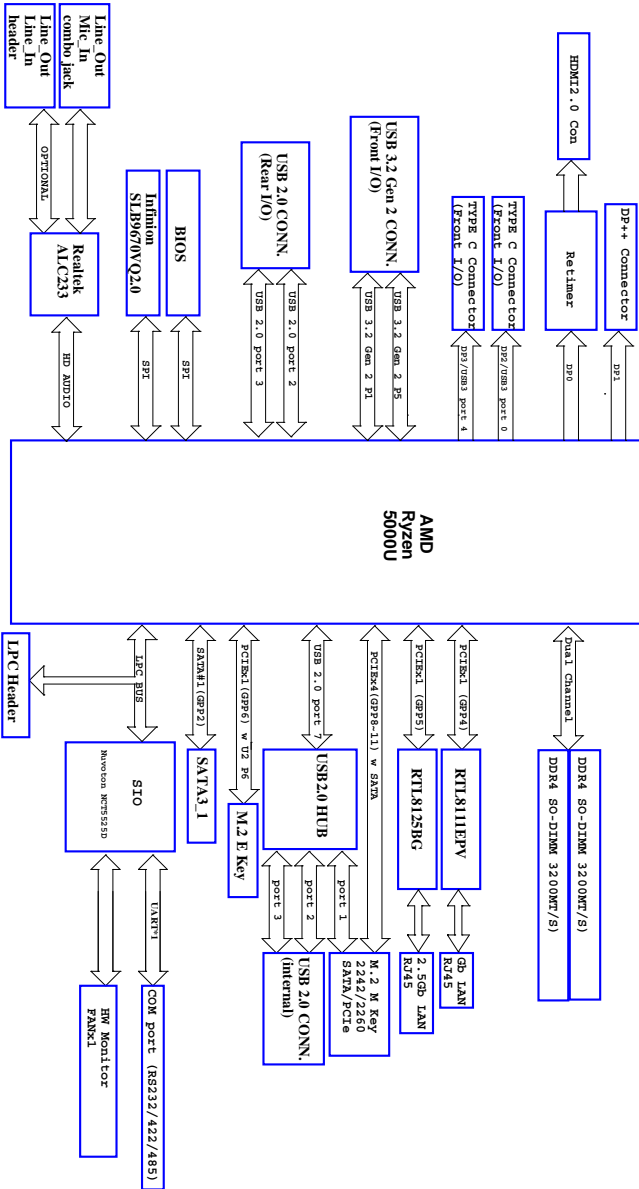 DP++ Connector
DP1
HDMI2.0 Con
Retimer
DP0
TYPE C Connector
(Front I/O)
DP2/USB3 port 0
TYPE C Connector
(Front I/O)
DP3/USB3 port 4
USB 3.2 Gen 2 CONN.
(Front I/O)
USB 3.2 Gen 2 P5
USB 3.2 Gen 2 P1
USB 2.0 CONN.
(Rear I/O)
USB 2.0 port 2
USB 2.0 port 3
BIOS
SPI
Infinion
SLB9670VQ2.0
SPI
Line_Out
Mic_In
combo jack
Line_Out
Line_In
header
OPTIONAL
Realtek
ALC233
HD AUDIO
AMD
Ryzen
5000U
Dual Channel
DDR4 SO-DIMM 3200MT/S)
DDR4 SO-DIMM 3200MT/S)
PCIEx1 (GPP4)
RTL8111EPV
Gb LAN
RJ45
PCIEx1 (GPP5)
RTL8125BG
2.5Gb LAN
RJ45
PCIEx4(GPP8-11) w SATA
M.2 M Key
2242/2260
SATA/PCIe
USB 2.0 port 7
USB2.0 HUB
port 1
port 2
port 3
USB 2.0 CONN.
(internal)
PCIEx1(GPP6) w U2 P6
M.2 E Key
SATA#1(GPP2)
SATA3_1
LPC BUS
LPC Header
SIO
Nuvoton NCT5525D
UART*1
COM port (RS232/422/485)
HW Monitor
FANx1